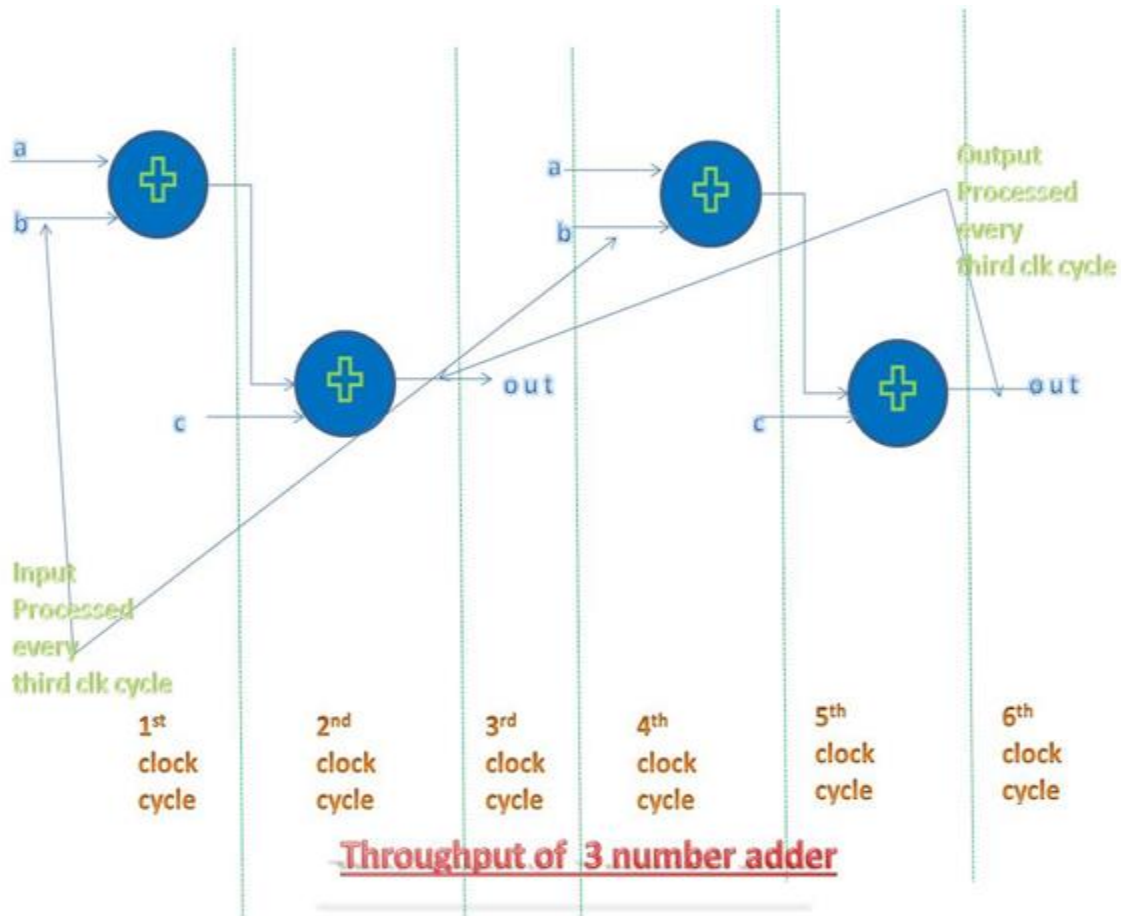 a
b
c
out
a
b
c
out
Output
Processed
every
third clk cycle
Input
Processed
every
third clk cycle
1st
clock
cycle
2nd
clock
cycle
3rd
clock
cycle
4th
clock
cycle
5th
clock
cycle
6th
clock
cycle
Throughput of 3 number adder